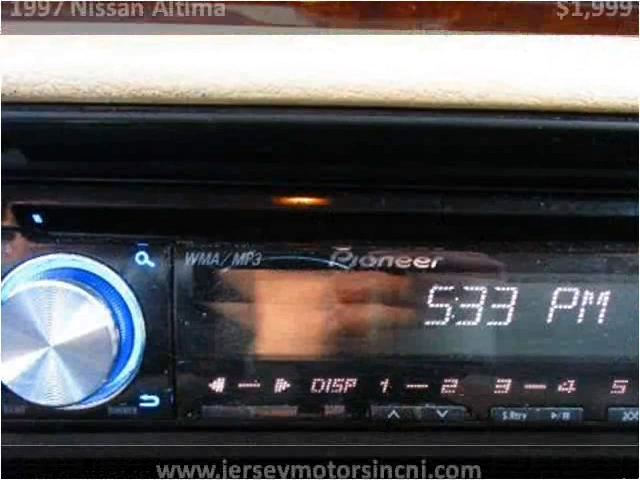 1997 Nissan Altima $1,999
WMA/MP3 Pioneer
5:33 PM
DISP 1 — 2 3 — 4 5
S.Rtrv
www.jerseymotorsincnj.com